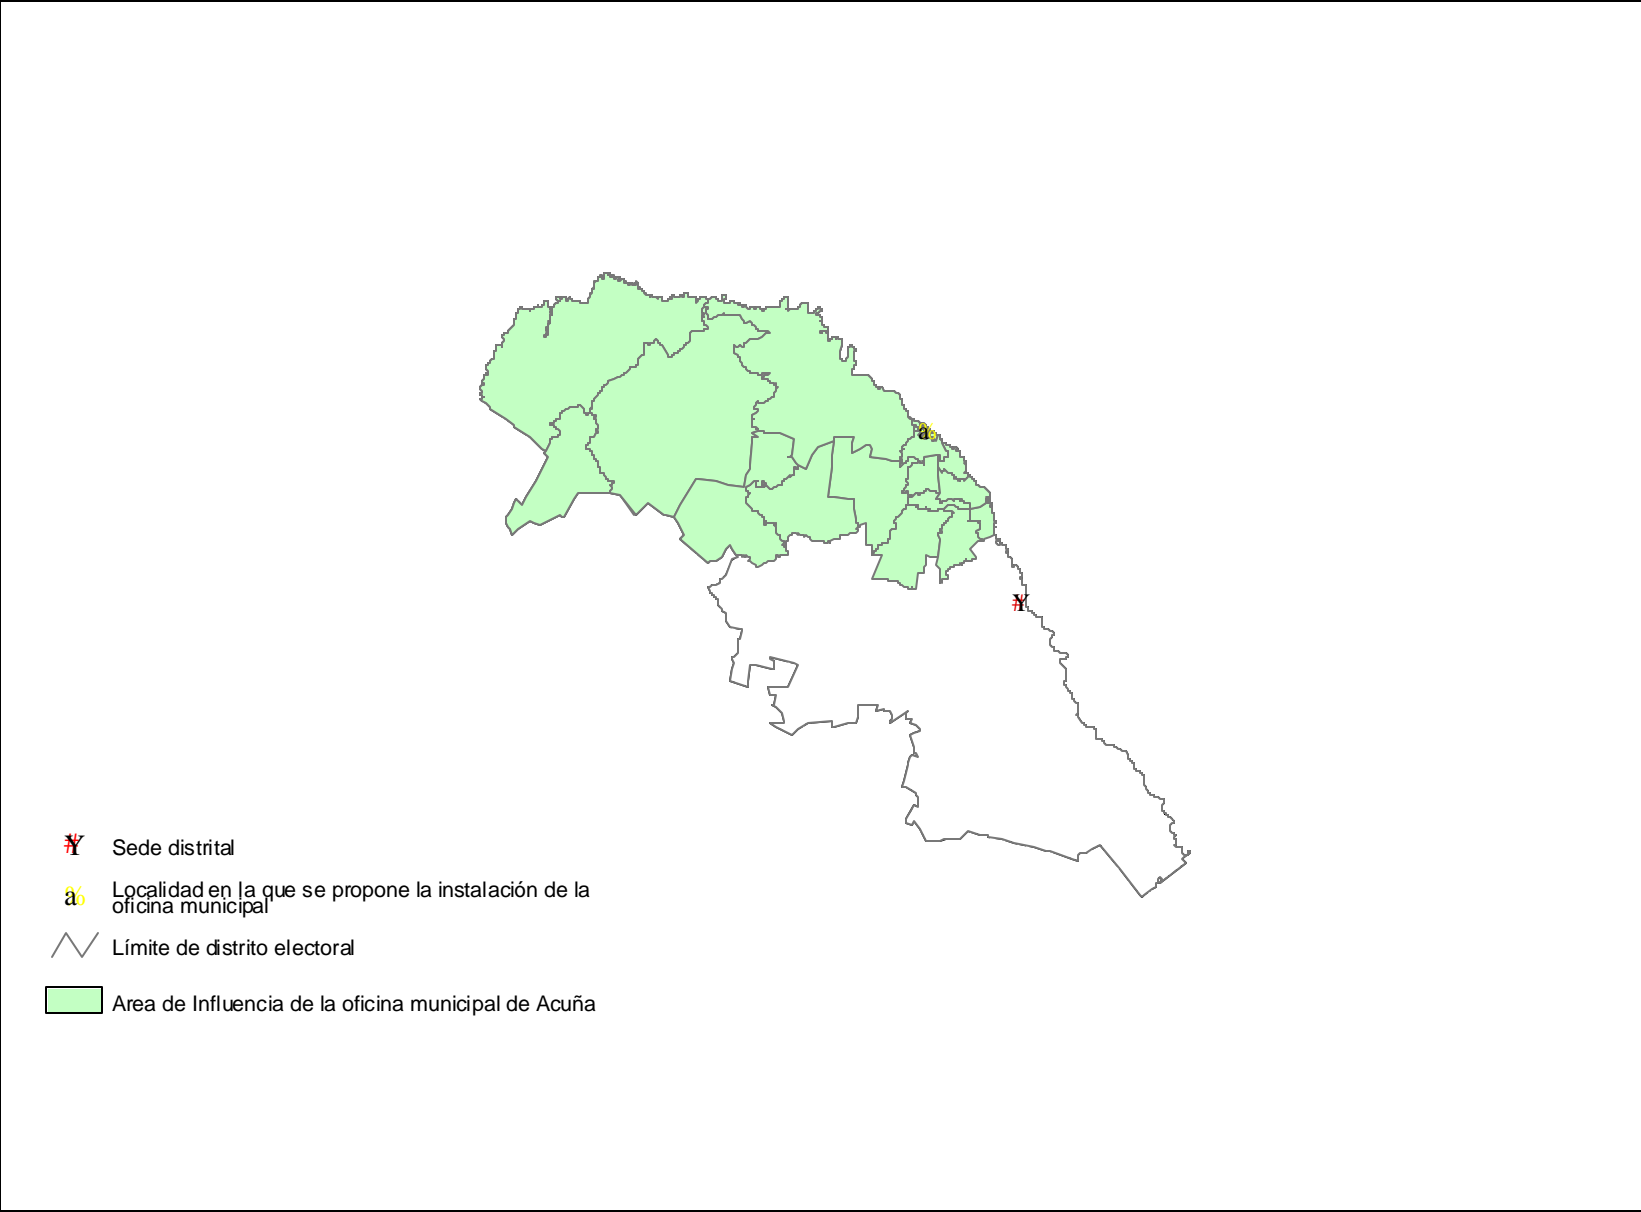 Sede distrital
Localidad en la que se propone la instalación de la
oficina municipal
Límite de distrito electoral
Area de Influencia de la oficina municipal de Acuña